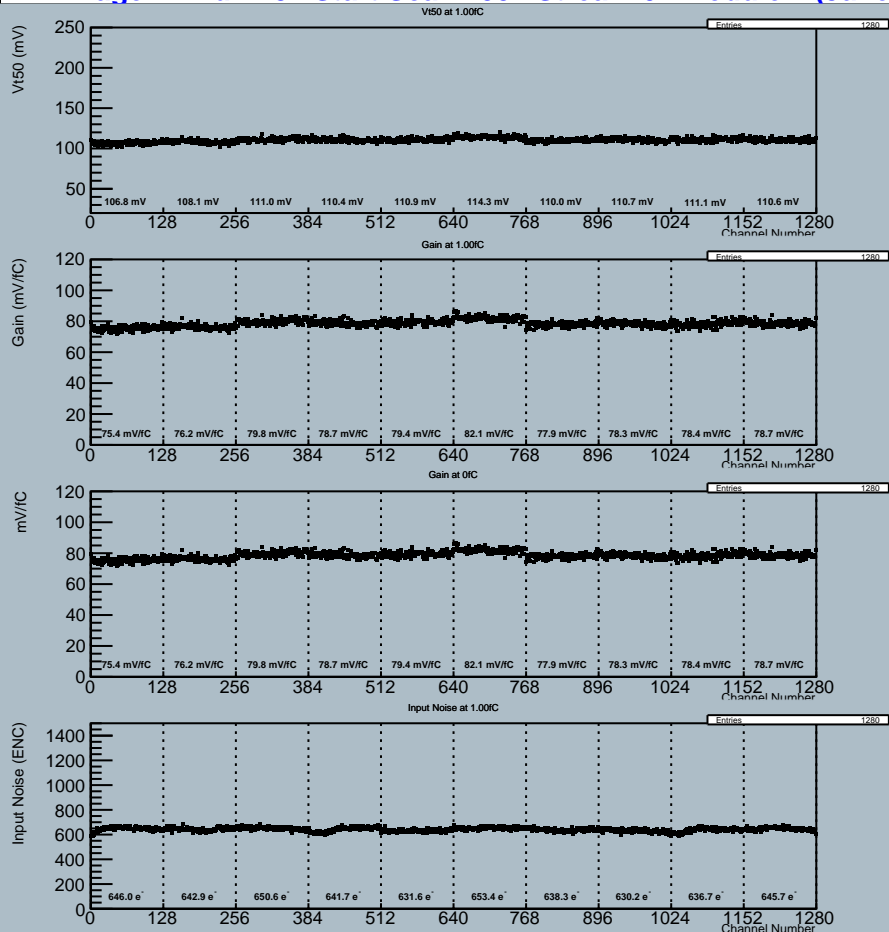 Vt50 at 1.00fC
Entries 1280
Vt50 (mV)
250
200
150
100
50
106.8 mV 108.1 mV 111.0 mV 110.4 mV 110.9 mV 114.3 mV 110.0 mV 110.7 mV 111.1 mV 110.6 mV
0 128 256 384 512 640 768 896 1024 1152 1280
Channel Number
Gain at 1.00fC
Entries 1280
Gain (mV/fC)
120
100
80
60
40
20
0
75.4 mV/fC 76.2 mV/fC 79.8 mV/fC 78.7 mV/fC 79.4 mV/fC 82.1 mV/fC 77.9 mV/fC 78.3 mV/fC 78.4 mV/fC 78.7 mV/fC
0 128 256 384 512 640 768 896 1024 1152 1280
Channel Number
Gain at 0fC
Entries 1280
mV/fC
120
100
80
60
40
20
0
75.4 mV/fC 76.2 mV/fC 79.8 mV/fC 78.7 mV/fC 79.4 mV/fC 82.1 mV/fC 77.9 mV/fC 78.3 mV/fC 78.4 mV/fC 78.7 mV/fC
0 128 256 384 512 640 768 896 1024 1152 1280
Channel Number
Input Noise at 1.00fC
Entries 1280
Input Noise (ENC)
1400
1200
1000
800
600
400
200
0
646.0 e⁻ 642.9 e⁻ 650.6 e⁻ 641.7 e⁻ 631.6 e⁻ 653.4 e⁻ 638.3 e⁻ 630.2 e⁻ 636.7 e⁻ 645.7 e⁻
0 128 256 384 512 640 768 896 1024 1152 1280
Channel Number